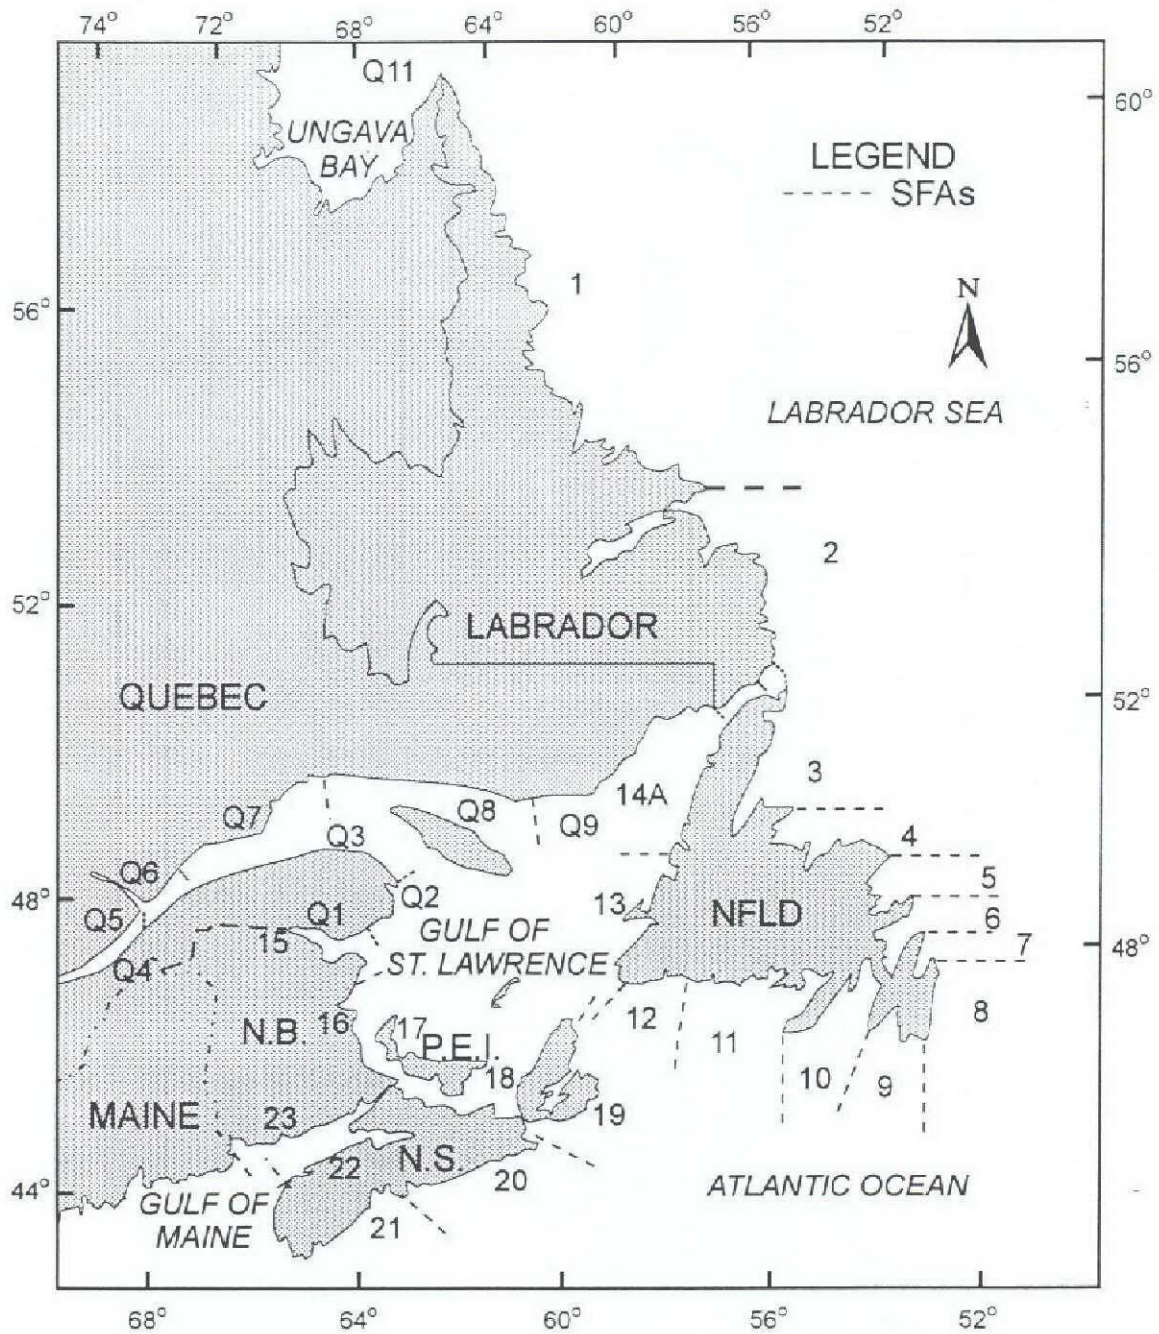 74° 72° 68° 64° 60° 56° 52°
Q11
60°
UNGAVA
BAY
LEGEND
SFAs
1
N
56°
56°
LABRADOR SEA
2
52°
LABRADOR
QUEBEC
52°
3
14A
Q7
Q8
Q9
Q3
4
Q6
5
Q2
48°
13
NFLD
Q5
Q1
6
GULF OF
15
7
48°
ST. LAWRENCE
Q4
8
16
17
12
N.B.
P.E.I.
11
18
10
9
MAINE
23
19
22
N.S.
20
ATLANTIC OCEAN
44°
GULF OF
MAINE
21
68° 64° 60° 56° 52°